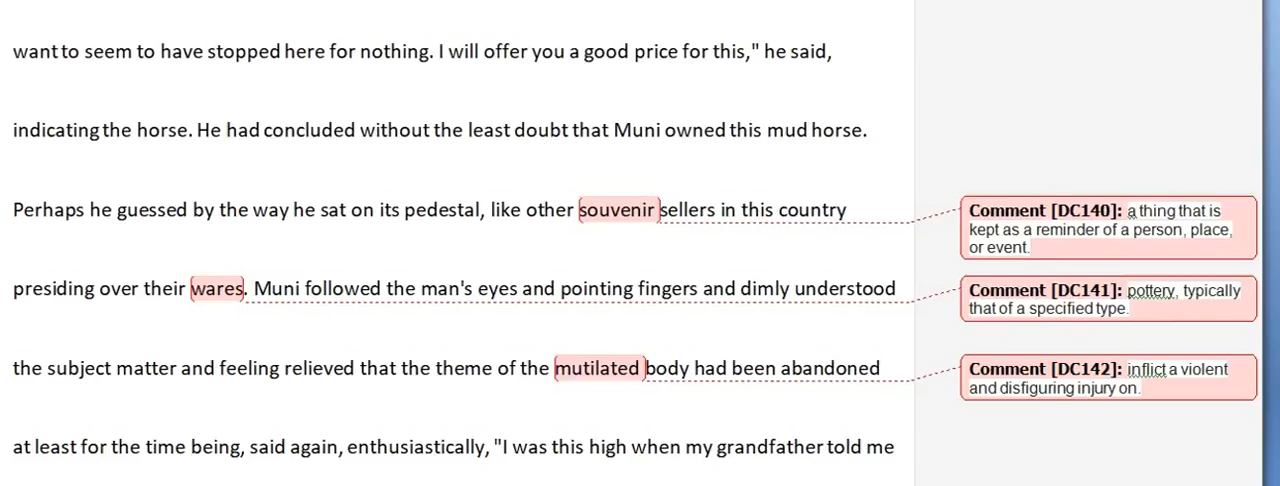 want to seem to have stopped here for nothing. I will offer you a good price for this," he said,
indicating the horse. He had concluded without the least doubt that Muni owned this mud horse.
Perhaps he guessed by the way he sat on its pedestal, like other souvenir sellers in this country
presiding over their wares. Muni followed the man's eyes and pointing fingers and dimly understood
the subject matter and feeling relieved that the theme of the mutilated body had been abandoned
at least for the time being, said again, enthusiastically, "I was this high when my grandfather told me
Comment [DC140]: a thing that is
kept as a reminder of a person, place,
or event.
Comment [DC141]: pottery, typically
that of a specified type.
Comment [DC142]: inflict a violent
and disfiguring injury on.